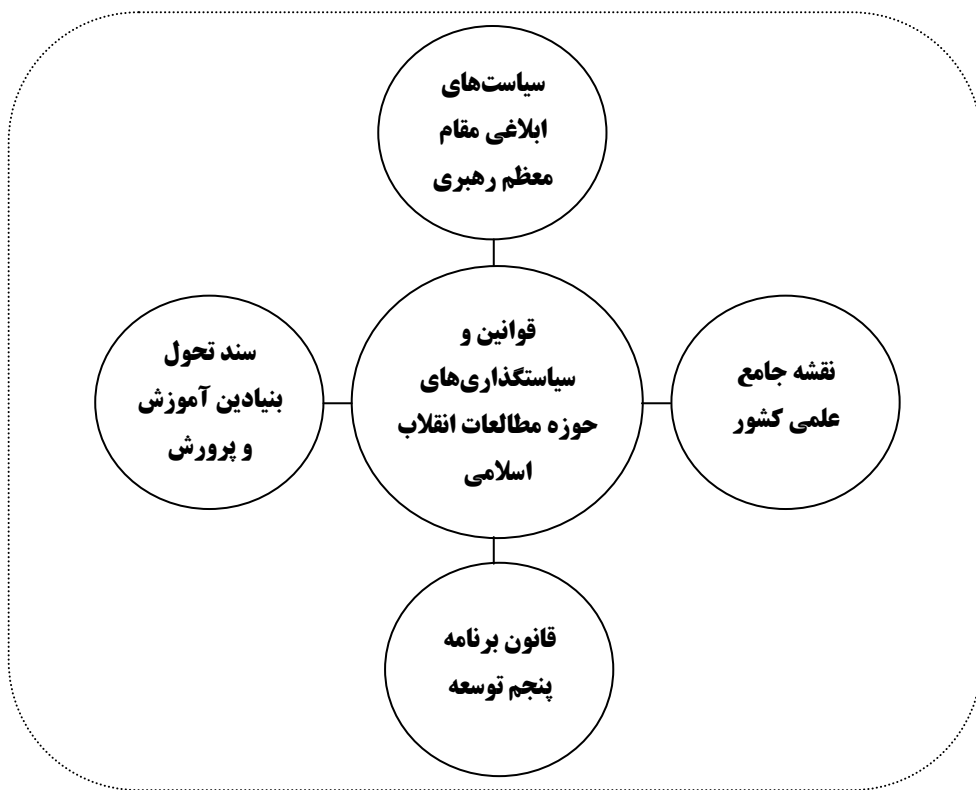 سیاست‌های
ابلاغی مقام
معظم رهبری
قوانین و
سیاستگذاری‌های
حوزه مطالعات انقلاب
اسلامی
نقشه جامع
علمی کشور
سند تحول
بنیادین آموزش
و پرورش
قانون برنامه
پنجم توسعه